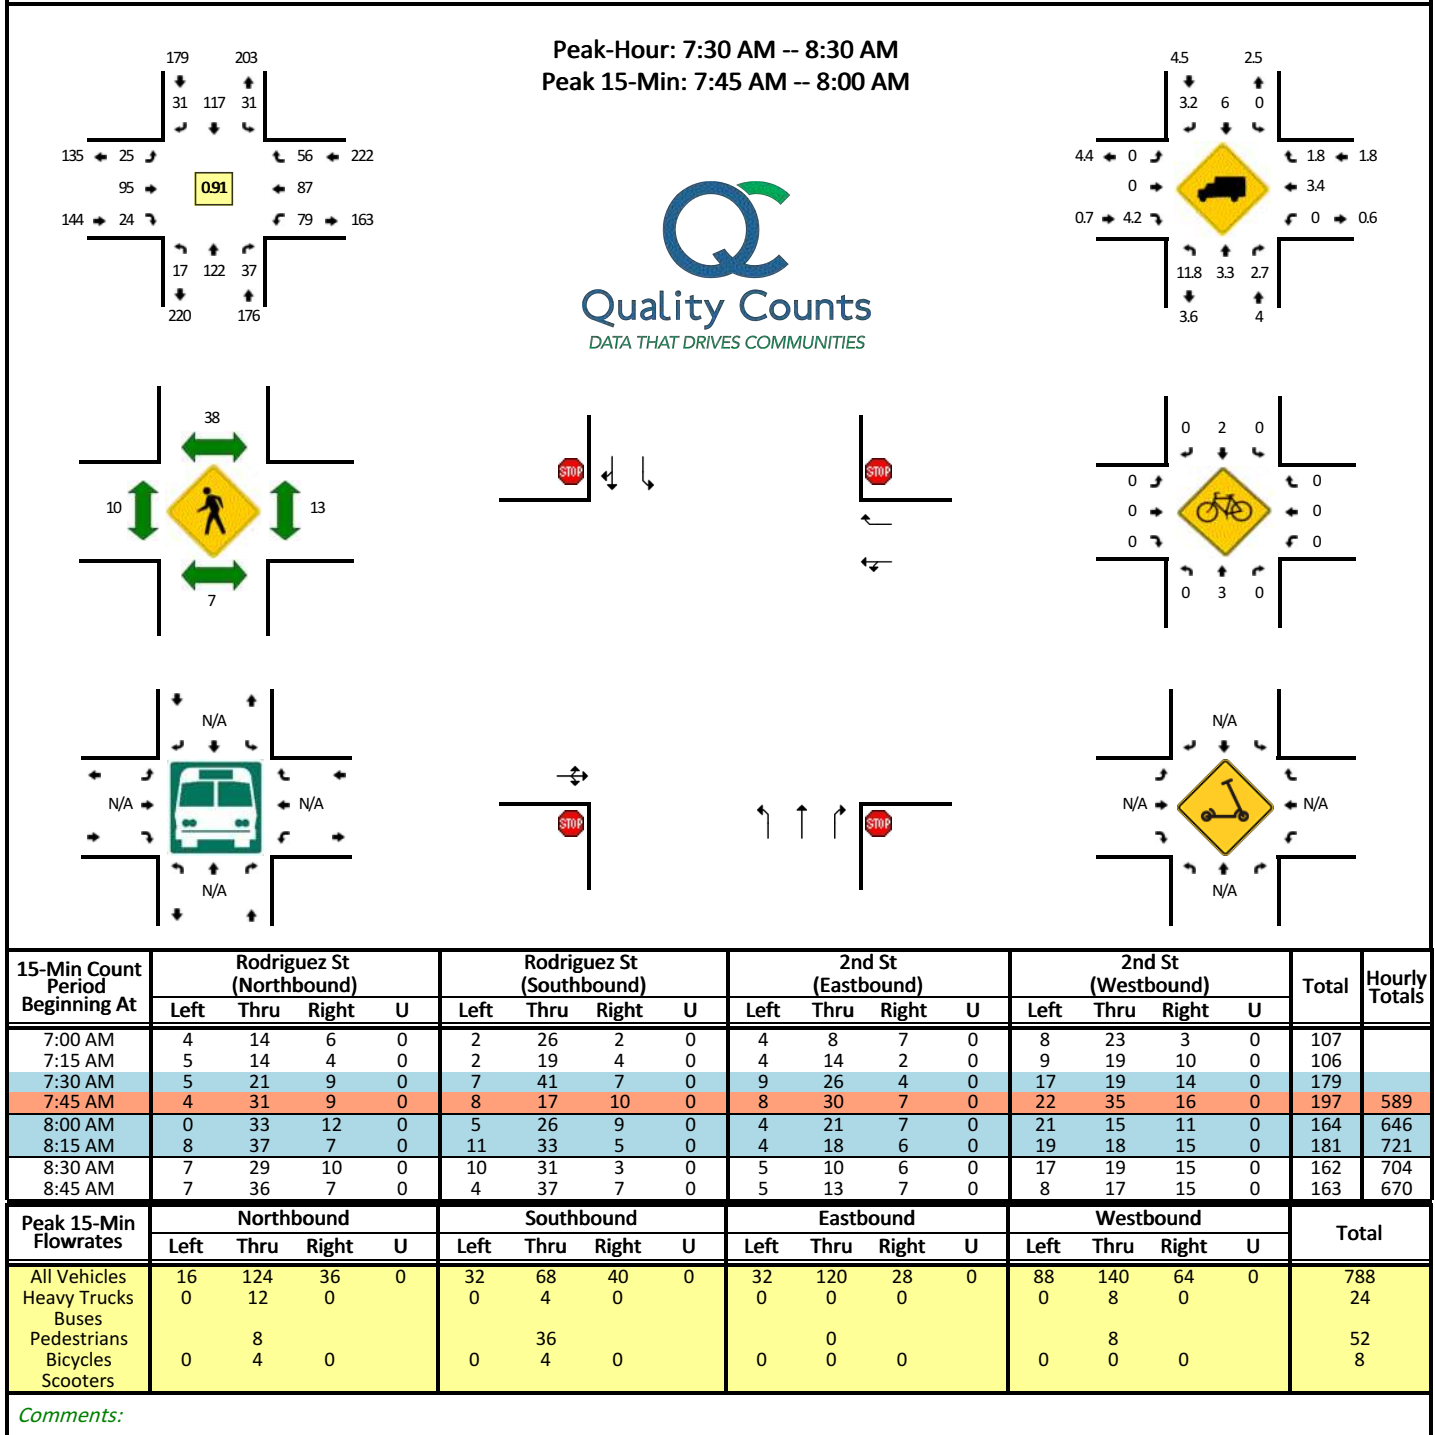 Peak-Hour: 7:30 AM -- 8:30 AM
Peak 15-Min: 7:45 AM -- 8:00 AM
179 203
31 117 31
135 25 56 222
95 0.91 87
144 24 79 163
17 122 37
220 176
4.5 2.5
3.2 6 0
4.4 0 1.8 1.8
0 3.4
0.7 4.2 0 0.6
11.8 3.3 2.7
3.6 4
QC
Quality Counts
DATA THAT DRIVES COMMUNITIES
38
10 13
7
STOP STOP
0 2 0
0 0
0 0
0 0
0 3 0
N/A
N/A N/A
N/A
STOP STOP
N/A
N/A N/A
N/A
15-Min Count Period Beginning At Rodriguez St (Northbound) Rodriguez St (Southbound) 2nd St (Eastbound) 2nd St (Westbound) Total Hourly Totals
Left Thru Right U Left Thru Right U Left Thru Right U Left Thru Right U
7:00 AM 4 14 6 0 2 26 2 0 4 8 7 0 8 23 3 0 107
7:15 AM 5 14 4 0 2 19 4 0 4 14 2 0 9 19 10 0 106
7:30 AM 5 21 9 0 7 41 7 0 9 26 4 0 17 19 14 0 179
7:45 AM 4 31 9 0 8 17 10 0 8 30 7 0 22 35 16 0 197 589
8:00 AM 0 33 12 0 5 26 9 0 4 21 7 0 21 15 11 0 164 646
8:15 AM 8 37 7 0 11 33 5 0 4 18 6 0 19 18 15 0 181 721
8:30 AM 7 29 10 0 10 31 3 0 5 10 6 0 17 19 15 0 162 704
8:45 AM 7 36 7 0 4 37 7 0 5 13 7 0 8 17 15 0 163 670
Peak 15-Min Flowrates Northbound Southbound Eastbound Westbound Total
Left Thru Right U Left Thru Right U Left Thru Right U Left Thru Right U
All Vehicles 16 124 36 0 32 68 40 0 32 120 28 0 88 140 64 0 788
Heavy Trucks 0 12 0 0 4 0 0 0 0 0 8 0 24
Buses
Pedestrians 8 36 0 8 52
Bicycles 0 4 0 0 4 0 0 0 0 0 0 0 8
Scooters
Comments: